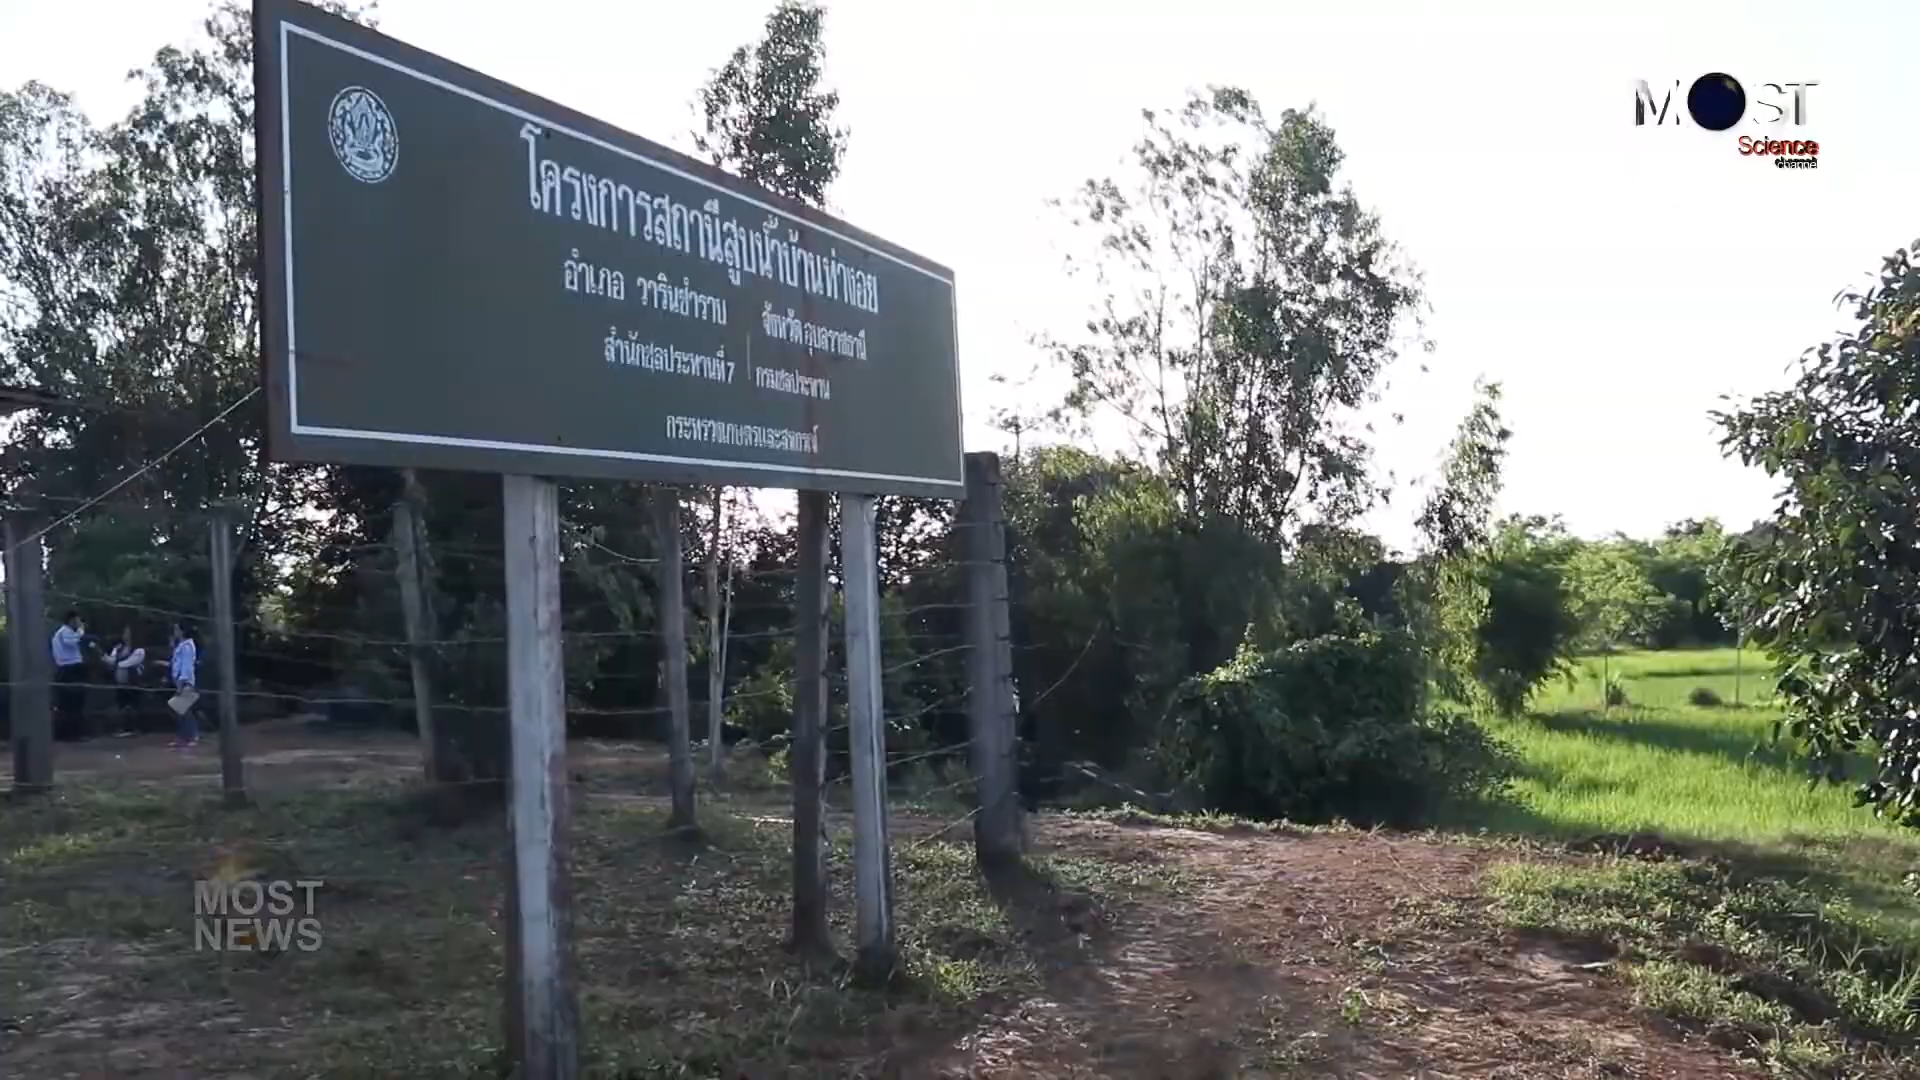 โครงการสถานีสูบน้ำบ้านท่างอย
อำเภอ วารินชำราบ จังหวัด อุบลราชธานี
สำนักชลประทานที่ 7 กรมชลประทาน
กระทรวงเกษตรและสหกรณ์
MOST
Science
channel
MOST
NEWS